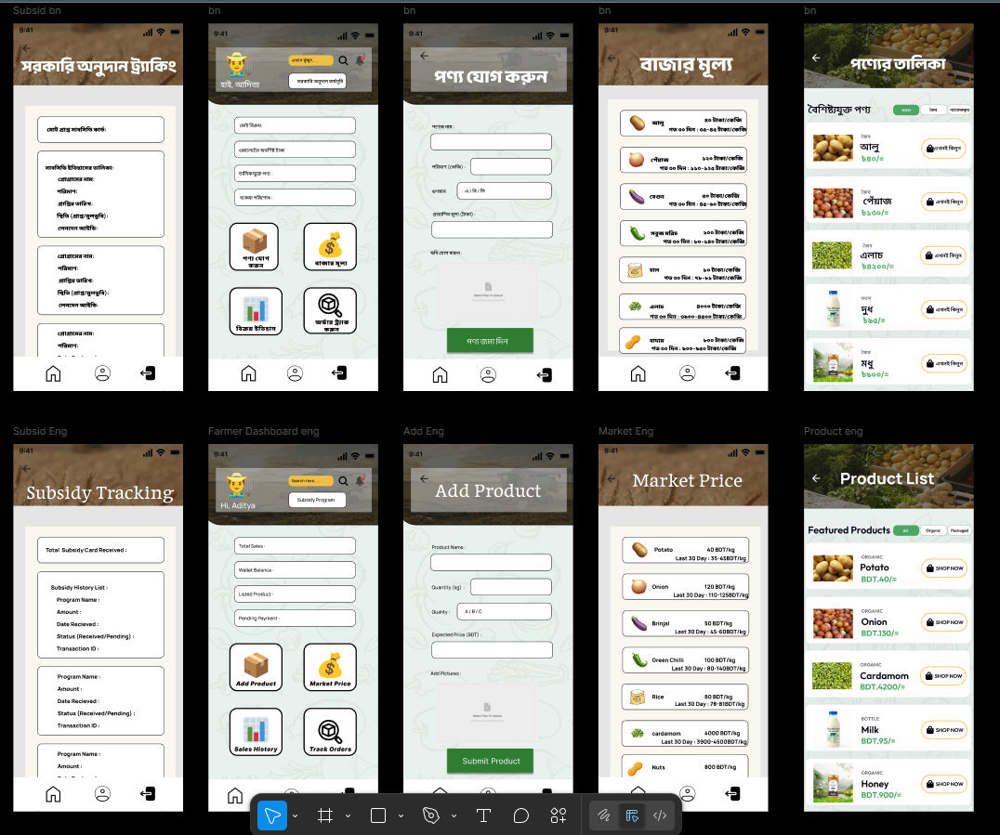 Subsid bn
bn
bn
bn
bn
9:41
সরকারি অনুদান ট্র্যাকিং
মোট প্রাপ্ত সাবসিডি কার্ড:
সাবসিডি ইতিহাসের তালিকা:
প্রোগ্রামের নাম:
পরিমাণ:
প্রাপ্তির তারিখ:
স্থিতি (প্রাপ্ত/মুলতুবি):
লেনদেন আইডি:
প্রোগ্রামের নাম:
পরিমাণ:
প্রাপ্তির তারিখ:
স্থিতি (প্রাপ্ত/মুলতুবি):
লেনদেন আইডি:
প্রোগ্রামের নাম:
পরিমাণ:
9:41
এখানে খুঁজুন....
হাই, আদিত্য
সরকারি অনুদান কর্মসূচি
মোট বিক্রয়:
ওয়ালেটের অবশিষ্ট টাকা
তালিকাভুক্ত পণ্য :
বকেয়া পরিশোধ :
পণ্য যোগ
করুন
বাজার মূল্য
বিক্রয় ইতিহাস
অর্ডার ট্র্যাক
করুন
9:41
পণ্য যোগ করুন
পণ্যের নাম :
পরিমাণ (কেজি) :
গুণমান
এ / বি / সি
প্রত্যাশিত মূল্য (টাকা) :
ছবি যোগ করুন :
Select Files To Upload
পণ্য জমা দিন
9:41
বাজার মূল্য
আলু
৪০ টাকা/কেজি
গত ৩০ দিন : ৩৫-৪৫ টাকা/কেজি
পেঁয়াজ
১২০ টাকা/কেজি
গত ৩০ দিন : ১১০-১২৫ টাকা/কেজি
বেগুন
৫০ টাকা/কেজি
গত ৩০ দিন : ৪৫-৬০ টাকা/কেজি
সবুজ মরিচ
১০০ টাকা/কেজি
গত ৩০ দিন : ৮০-১৪০ টাকা/কেজি
চাল
৮০ টাকা/কেজি
গত ৩০ দিন : ৭৮-৮১ টাকা/কেজি
এলাচ
৪০০০ টাকা/কেজি
গত ৩০ দিন : ৩৯০০-৪৫০০ টাকা/কেজি
বাদাম
৮০০ টাকা/কেজি
পণ্যের তালিকা
বৈশিষ্ট্যযুক্ত পণ্য
জৈব
জৈব
আলু
৳৪০/=
এখনই কিনুন
জৈব
পেঁয়াজ
৳১৩০/=
এখনই কিনুন
জৈব
এলাচ
৳৪২০০/=
এখনই কিনুন
বোতল
দুধ
৳৯৫/=
এখনই কিনুন
জৈব
মধু
৳৯০০/=
এখনই কিনুন
Subsid Eng
Farmer Dashboard eng
Add Eng
Market Eng
Product eng
9:41
Subsidy Tracking
Total Subsidy Card Received :
Subsidy History List :
Program Name :
Amount :
Date Recieved :
Status (Received/Pending) :
Transaction ID :
Program Name :
Amount :
Date Recieved :
Status (Received/Pending) :
Transaction ID :
Program Name :
Amount :
9:41
Search Here....
Hi, Aditya
Subsidy Program
Total Sales :
Wallet Balance :
Listed Product :
Pending Payment :
Add Product
Market Price
Sales History
Track Orders
9:41
Add Product
Product Name :
Quantity (kg) :
Quality :
A / B / C
Expected Price (BDT) :
Add Pictures :
Select Files To Upload
Submit Product
9:41
Market Price
Potato
40 BDT/kg
Last 30 Day : 35-45BDT/kg
Onion
120 BDT/kg
Last 30 Day : 110-125BDT/kg
Brinjal
50 BDT/kg
Last 30 Day : 45-60BDT/kg
Green Chilli
100 BDT/kg
Last 30 Day : 80-140BDT/kg
Rice
80 BDT/kg
Last 30 Day : 78-81BDT/kg
cardamom
4000 BDT/kg
Last 30 Day : 3900-4500BDT/kg
Nuts
800 BDT/kg
Product List
Featured Products
All
Organic
Packaged
ORGANIC
Potato
BDT.40/=
SHOP NOW
ORGANIC
Onion
BDT.130/=
SHOP NOW
ORGANIC
Cardamom
BDT.4200/=
SHOP NOW
BOTTLE
Milk
BDT.95/=
SHOP NOW
ORGANIC
Honey
BDT.900/=
SHOP NOW